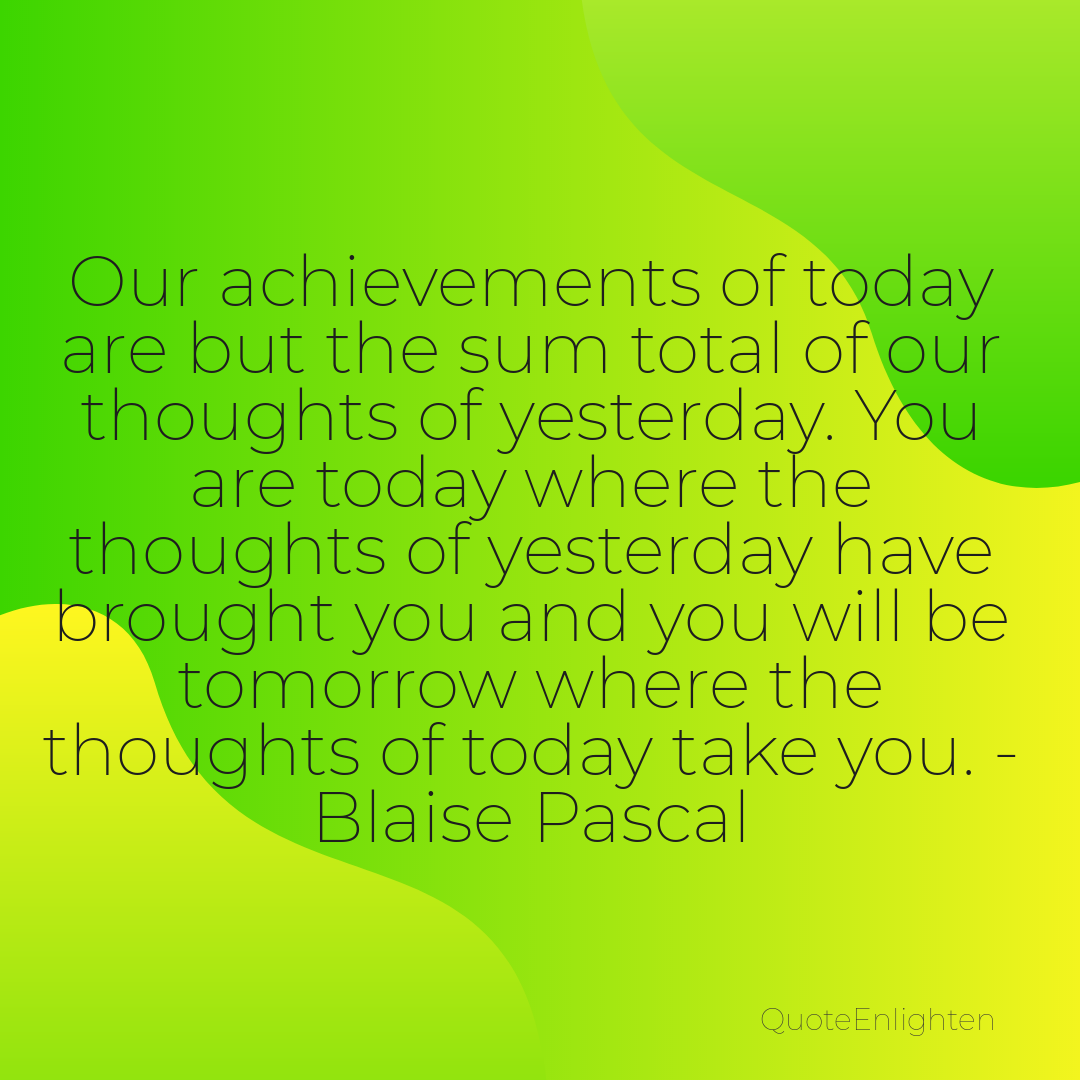 Our achievements of today
are but the sum total of our
thoughts of yesterday. You
are today where the
thoughts of yesterday have
brought you and you will be
tomorrow where the
thoughts of today take you. -
Blaise Pascal
QuoteEnlighten